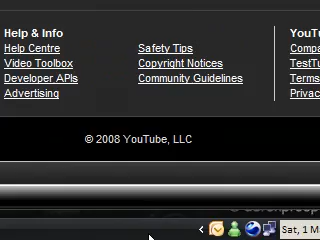 Help & Info
YouT
Help Centre
Safety Tips
Compa
Video Toolbox
Copyright Notices
TestTu
Developer APIs
Community Guidelines
Terms
Advertising
Privac
© 2008 YouTube, LLC
Sat, 1 M